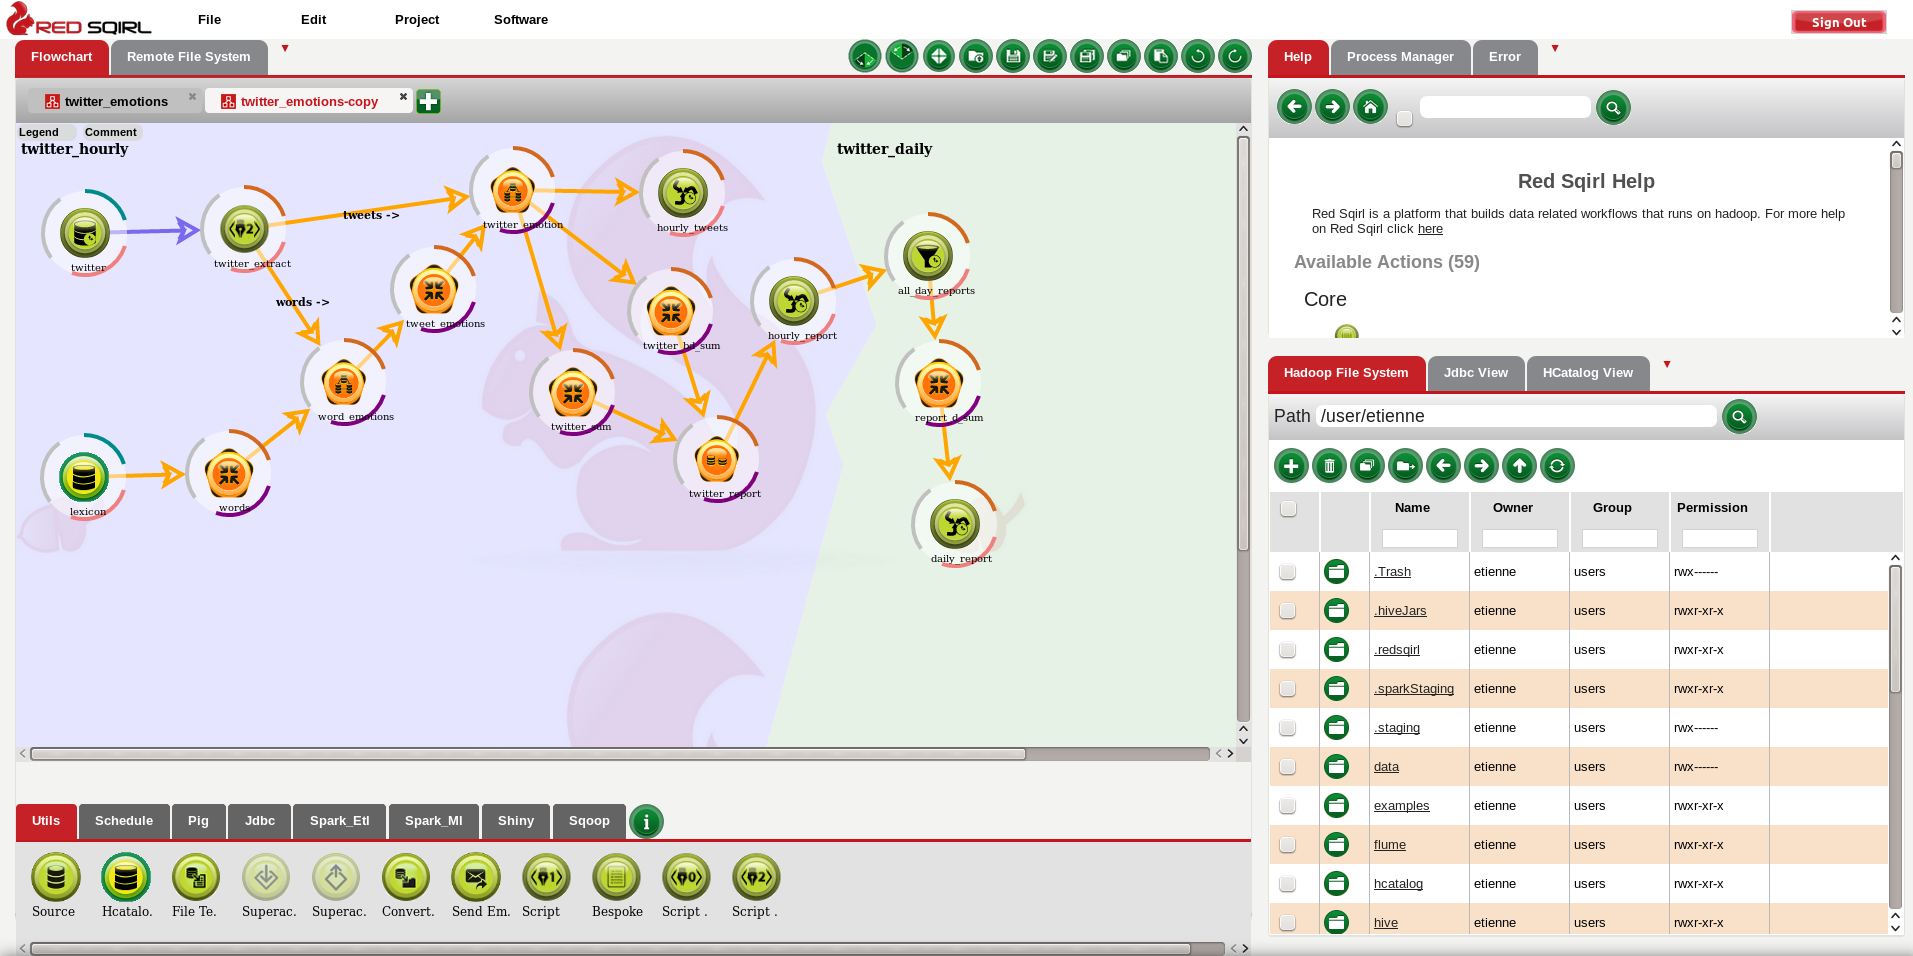 RED SQIRL
File Edit Project Software
Sign Out
Flowchart Remote File System
twitter_emotions twitter_emotions-copy
Legend Comment
twitter_hourly
twitter_daily
twitter
twitter_extract
tweets ->
words ->
twitter_emotion
hourly_tweets
tweet_emotions
word_emotions
twitter_bd_sum
hourly_report
all_day_reports
twitter_sum
report_d_sum
twitter_report
lexicon
words
daily_report
Utils Schedule Pig Jdbc Spark_Etl Spark_Ml Shiny Sqoop
Source Hcatalo. File Te. Superac. Superac. Convert. Send Em. Script Bespoke Script . Script .
Help Process Manager Error
Red Sqirl Help
Red Sqirl is a platform that builds data related workflows that runs on hadoop. For more help
on Red Sqirl click here
Available Actions (59)
Core
Hadoop File System Jdbc View HCatalog View
Path /user/etienne
Name Owner Group Permission
.Trash etienne users rwx------
.hiveJars etienne users rwxr-xr-x
.redsqirl etienne users rwxr-xr-x
.sparkStaging etienne users rwxr-xr-x
.staging etienne users rwx------
data etienne users rwx------
examples etienne users rwxr-xr-x
flume etienne users rwxr-xr-x
hcatalog etienne users rwxr-xr-x
hive etienne users rwxr-xr-x